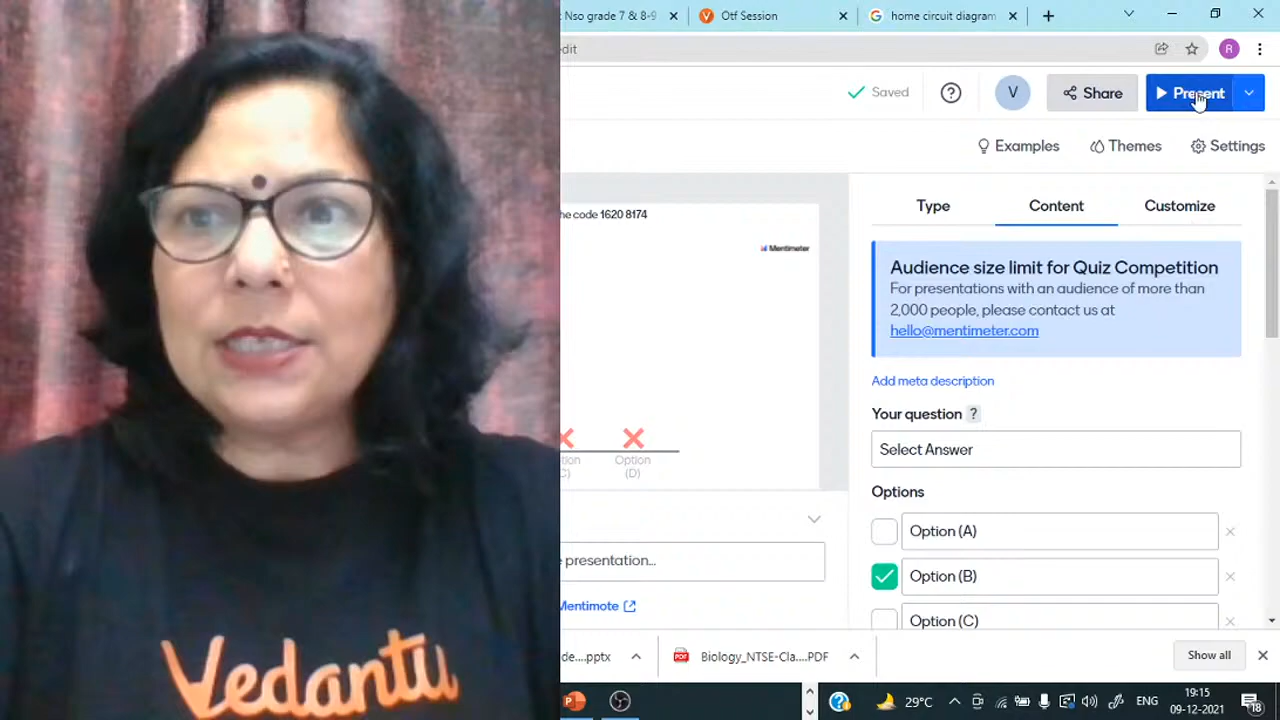 Nso grade 7 & 8-9
Otf Session
home circuit diagram
edit
R
Saved
V
Share
Present
Examples
Themes
Settings
he code 1620 8174
Mentimeter
Type
Content
Customize
Audience size limit for Quiz Competition
For presentations with an audience of more than
2,000 people, please contact us at
hello@mentimeter.com
Add meta description
Your question ?
Select Answer
Options
Option (A)
Option (B)
Option (C)
Option
(D)
presentation...
Mentimote
Vedantu
de....pptx
Biology_NTSE-Cla....PDF
Show all
29°C
ENG
19:15
09-12-2021
18